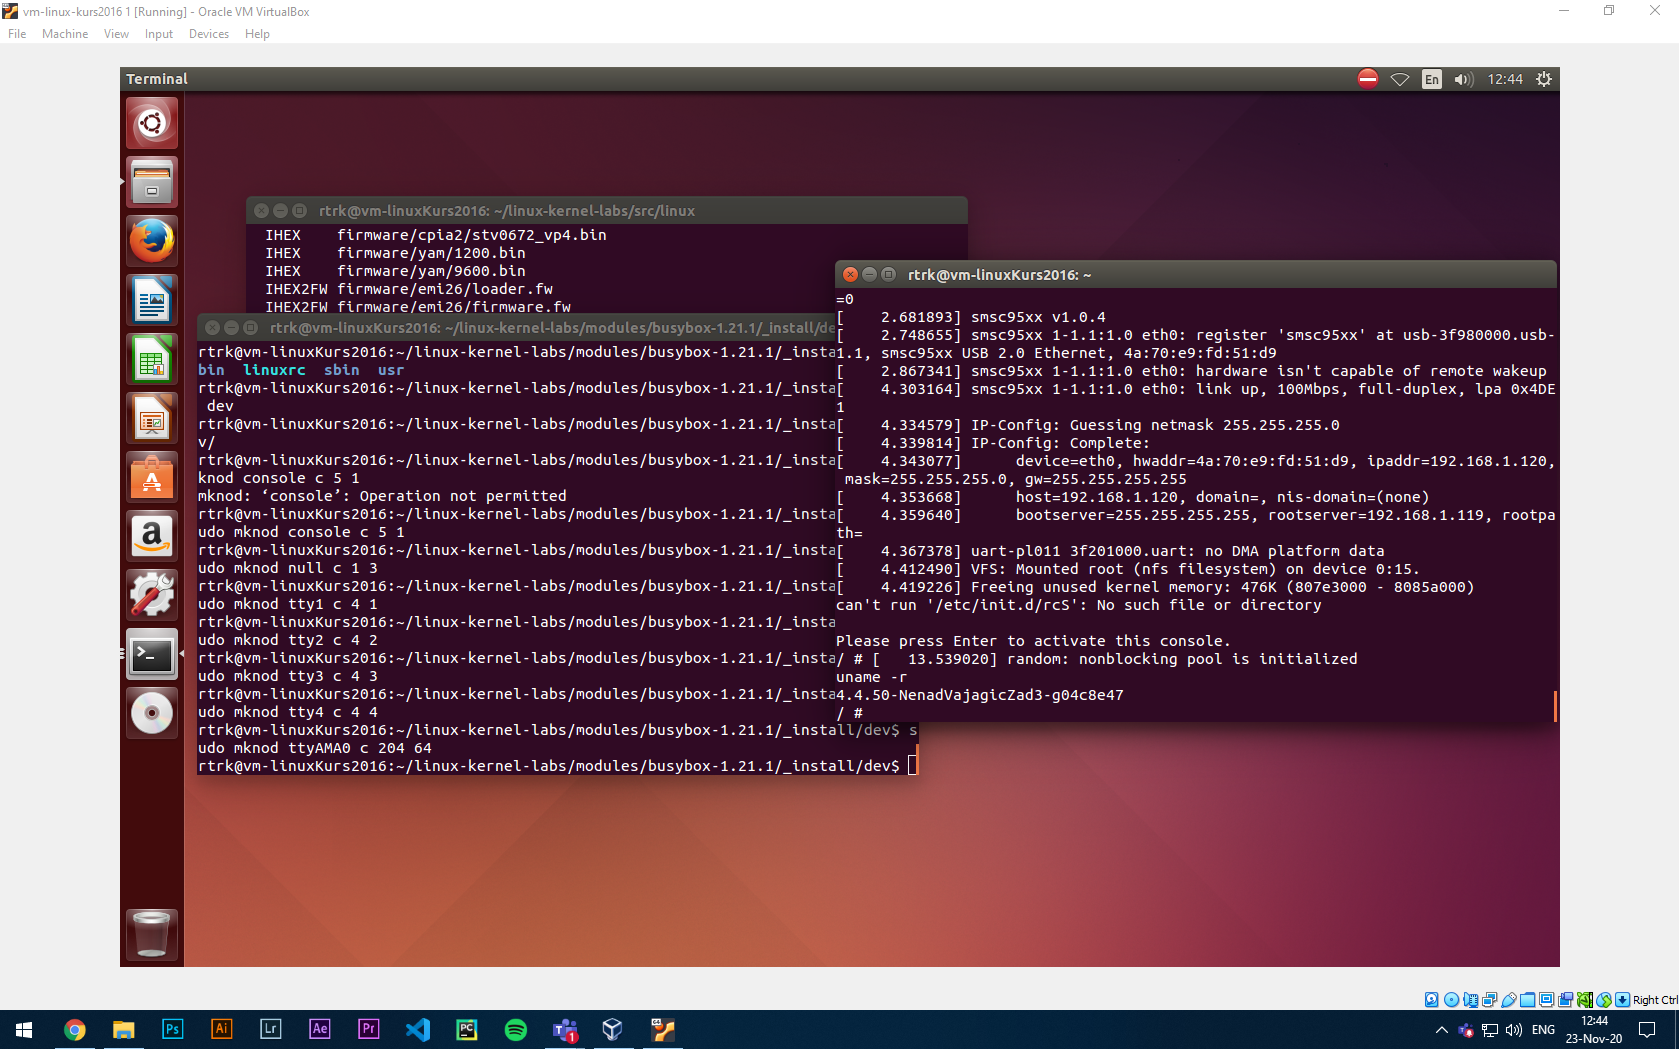 vm-linux-kurs2016 1 [Running] - Oracle VM VirtualBox
File Machine View Input Devices Help
Terminal
En
12:44
rtrk@vm-linuxKurs2016: ~/linux-kernel-labs/src/linux
IHEX    firmware/cpia2/stv0672_vp4.bin
IHEX    firmware/yam/1200.bin
IHEX    firmware/yam/9600.bin
IHEX2FW firmware/emi26/loader.fw
IHEX2FW firmware/emi26/firmware.fw
rtrk@vm-linuxKurs2016: ~/linux-kernel-labs/modules/busybox-1.21.1/_install/de
rtrk@vm-linuxKurs2016:~/linux-kernel-labs/modules/busybox-1.21.1/_insta
bin  linuxrc  sbin  usr
rtrk@vm-linuxKurs2016:~/linux-kernel-labs/modules/busybox-1.21.1/_insta
 dev
rtrk@vm-linuxKurs2016:~/linux-kernel-labs/modules/busybox-1.21.1/_insta
v/
rtrk@vm-linuxKurs2016:~/linux-kernel-labs/modules/busybox-1.21.1/_insta
knod console c 5 1
mknod: ‘console’: Operation not permitted
rtrk@vm-linuxKurs2016:~/linux-kernel-labs/modules/busybox-1.21.1/_insta
udo mknod console c 5 1
rtrk@vm-linuxKurs2016:~/linux-kernel-labs/modules/busybox-1.21.1/_insta
udo mknod null c 1 3
rtrk@vm-linuxKurs2016:~/linux-kernel-labs/modules/busybox-1.21.1/_insta
udo mknod tty1 c 4 1
rtrk@vm-linuxKurs2016:~/linux-kernel-labs/modules/busybox-1.21.1/_insta
udo mknod tty2 c 4 2
rtrk@vm-linuxKurs2016:~/linux-kernel-labs/modules/busybox-1.21.1/_insta
udo mknod tty3 c 4 3
rtrk@vm-linuxKurs2016:~/linux-kernel-labs/modules/busybox-1.21.1/_insta
udo mknod tty4 c 4 4
rtrk@vm-linuxKurs2016:~/linux-kernel-labs/modules/busybox-1.21.1/_install/dev$ s
udo mknod ttyAMA0 c 204 64
rtrk@vm-linuxKurs2016:~/linux-kernel-labs/modules/busybox-1.21.1/_install/dev$
rtrk@vm-linuxKurs2016: ~
=0
[    2.681893] smsc95xx v1.0.4
[    2.748655] smsc95xx 1-1.1:1.0 eth0: register 'smsc95xx' at usb-3f980000.usb-
1.1, smsc95xx USB 2.0 Ethernet, 4a:70:e9:fd:51:d9
[    2.867341] smsc95xx 1-1.1:1.0 eth0: hardware isn't capable of remote wakeup
[    4.303164] smsc95xx 1-1.1:1.0 eth0: link up, 100Mbps, full-duplex, lpa 0x4DE
1
[    4.334579] IP-Config: Guessing netmask 255.255.255.0
[    4.339814] IP-Config: Complete:
[    4.343077]      device=eth0, hwaddr=4a:70:e9:fd:51:d9, ipaddr=192.168.1.120,
 mask=255.255.255.0, gw=255.255.255.255
[    4.353668]      host=192.168.1.120, domain=, nis-domain=(none)
[    4.359640]      bootserver=255.255.255.255, rootserver=192.168.1.119, rootpa
th=
[    4.367378] uart-pl011 3f201000.uart: no DMA platform data
[    4.412490] VFS: Mounted root (nfs filesystem) on device 0:15.
[    4.419226] Freeing unused kernel memory: 476K (807e3000 - 8085a000)
can't run '/etc/init.d/rcS': No such file or directory
Please press Enter to activate this console.
/ # [   13.539020] random: nonblocking pool is initialized
uname -r
4.4.50-NenadVajagicZad3-g04c8e47
/ #
Right Ctrl
Ps Ai Lr Ae Pr PC T 1
ENG
12:44
23-Nov-20